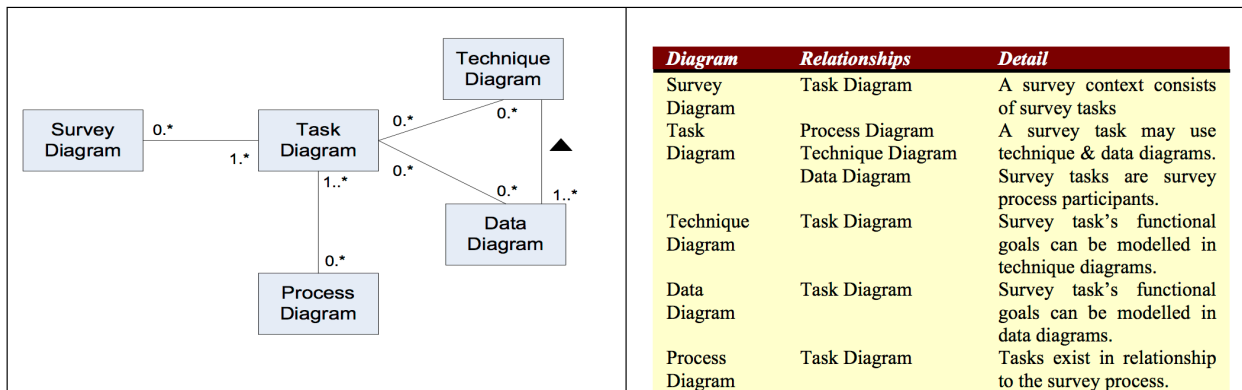 Technique
Diagram
0.*
Survey
Diagram
0.*
1.*
Task
Diagram
0.*
0.*
1..*
0.*
1..*
Data
Diagram
0.*
Process
Diagram
Diagram Relationships Detail
Survey Task Diagram A survey context consists
Diagram of survey tasks
Task Process Diagram A survey task may use
Diagram Technique Diagram technique & data diagrams.
Data Diagram Survey tasks are survey
process participants.
Technique Task Diagram Survey task's functional
Diagram goals can be modelled in
technique diagrams.
Data Task Diagram Survey task's functional
Diagram goals can be modelled in
data diagrams.
Process Task Diagram Tasks exist in relationship
Diagram to the survey process.